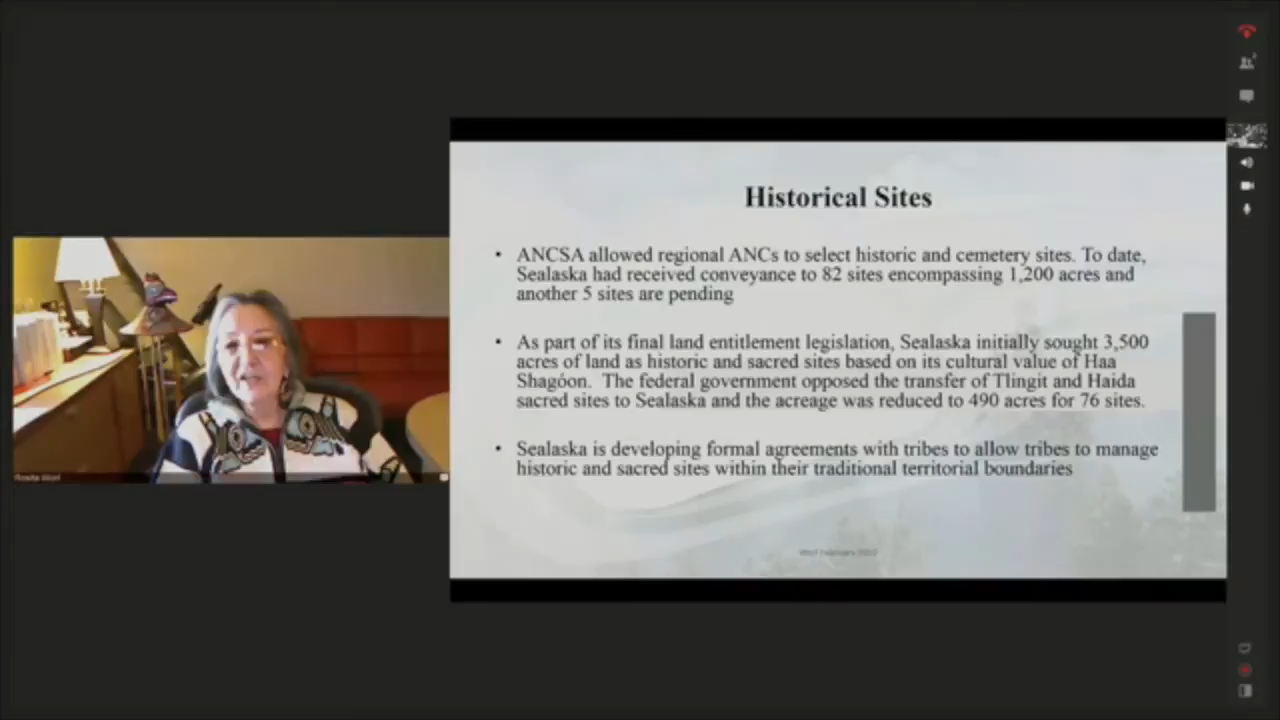 Historical Sites
• ANCSA allowed regional ANCs to select historic and cemetery sites. To date,
Sealaska had received conveyance to 82 sites encompassing 1,200 acres and
another 5 sites are pending
• As part of its final land entitlement legislation, Sealaska initially sought 3,500
acres of land as historic and sacred sites based on its cultural value of Haa
Shagóon. The federal government opposed the transfer of Tlingit and Haida
sacred sites to Sealaska and the acreage was reduced to 490 acres for 76 sites.
• Sealaska is developing formal agreements with tribes to allow tribes to manage
historic and sacred sites within their traditional territorial boundaries
Rosita Worl
February